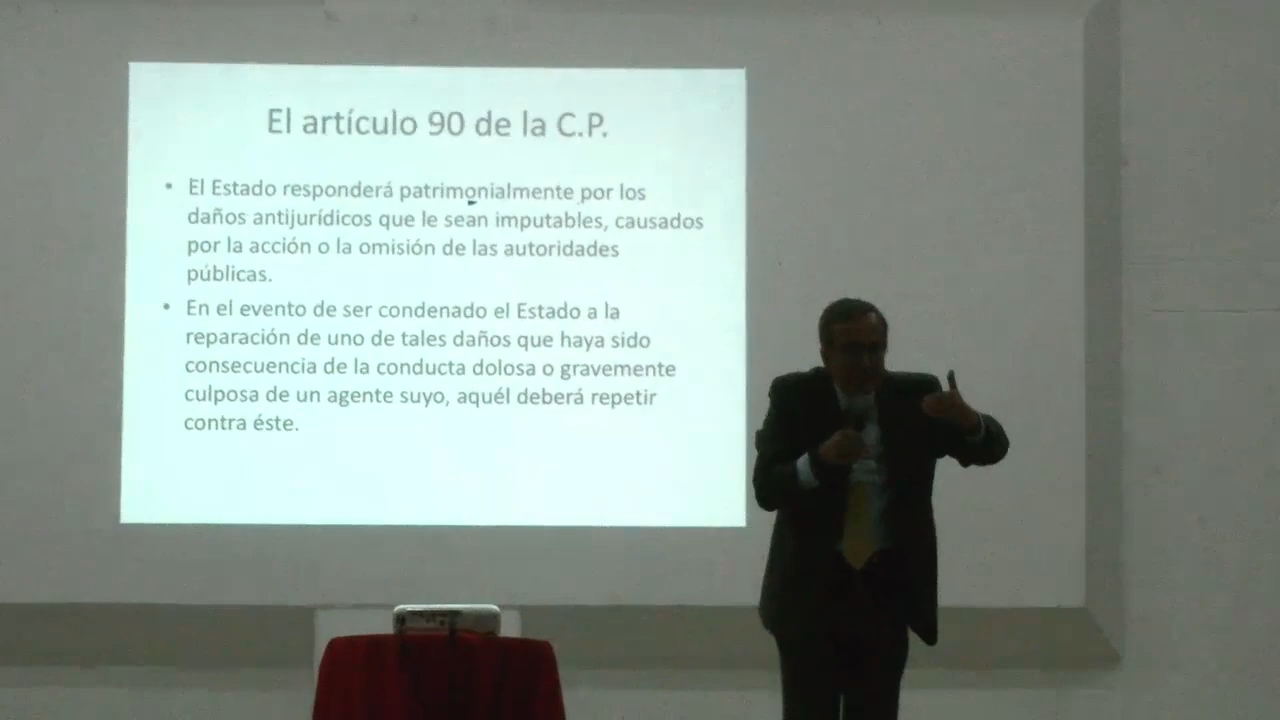 El artículo 90 de la C.P.
• El Estado responderá patrimonialmente por los
daños antijurídicos que le sean imputables, causados
por la acción o la omisión de las autoridades
públicas.
• En el evento de ser condenado el Estado a la
reparación de uno de tales daños que haya sido
consecuencia de la conducta dolosa o gravemente
culposa de un agente suyo, aquél deberá repetir
contra éste.